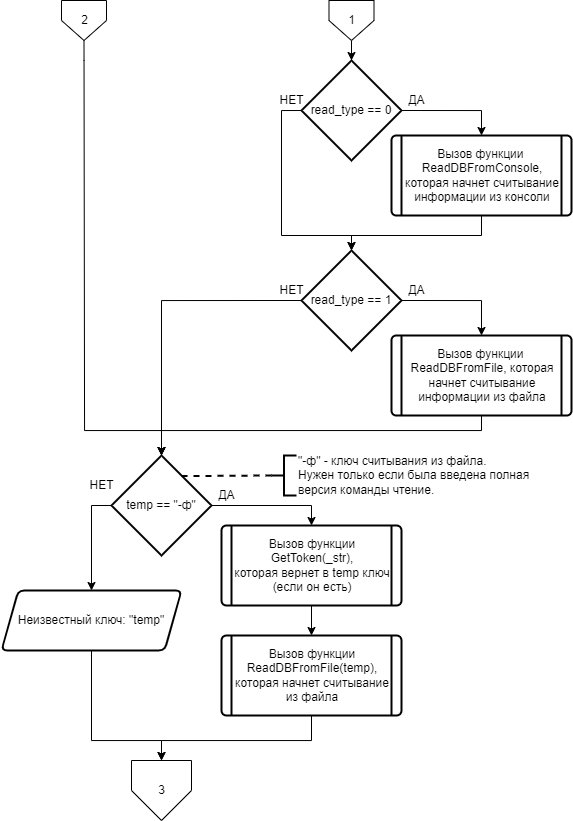 2
1
read_type == 0
НЕТ
ДА
Вызов функции
ReadDBFromConsole,
которая начнет считывание
информации из консоли
read_type == 1
НЕТ
ДА
Вызов функции
ReadDBFromFile, которая
начнет считывание
информации из файла
"-ф" - ключ считывания из файла.
Нужен только если была введена полная
версия команды чтение.
temp == "-ф"
НЕТ
ДА
Вызов функции
GetToken(_str),
которая вернет в temp ключ
(если он есть)
Неизвестный ключ: "temp"
Вызов функции
ReadDBFromFile(temp),
которая начнет считывание
из файла
3